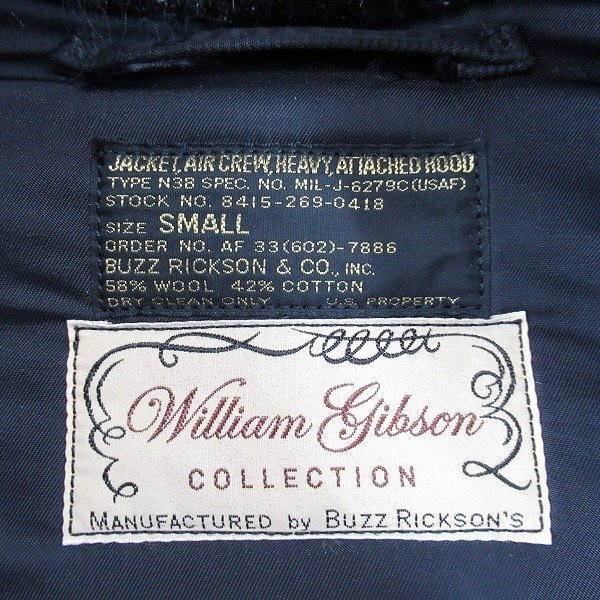 JACKET, AIR CREW, HEAVY, ATTACHED HOOD
TYPE N3B SPEC. NO. MIL-J-6279C (USAF)
STOCK NO. 8415-269-0418
SIZE SMALL
ORDER NO. AF 33(602)-7886
BUZZ RICKSON & CO., INC.
58% WOOL 42% COTTON
DRY CLEAN ONLY U.S. PROPERTY
William Gibson
COLLECTION
MANUFACTURED by BUZZ RICKSON'S